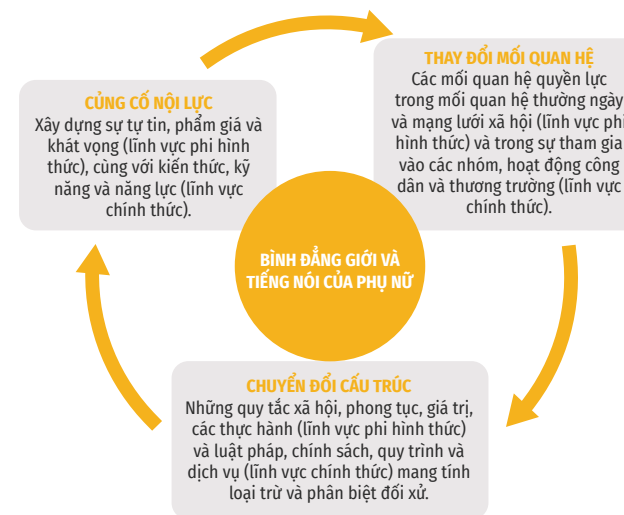 CỦNG CỐ NỘI LỰC
Xây dựng sự tự tin, phẩm giá và
khát vọng (lĩnh vực phi hình
thức), cùng với kiến thức, kỹ
năng và năng lực (lĩnh vực
chính thức).
THAY ĐỔI MỐI QUAN HỆ
Các mối quan hệ quyền lực
trong mối quan hệ thường ngày
và mạng lưới xã hội (lĩnh vực phi
hình thức) và trong sự tham gia
vào các nhóm, hoạt động công
dân và thương trường (lĩnh vực
chính thức).
BÌNH ĐẲNG GIỚI VÀ
TIẾNG NÓI CỦA PHỤ NỮ
CHUYỂN ĐỔI CẤU TRÚC
Những quy tắc xã hội, phong tục, giá trị,
các thực hành (lĩnh vực phi hình thức)
và luật pháp, chính sách, quy trình và
dịch vụ (lĩnh vực chính thức) mang tính
loại trừ và phân biệt đối xử.